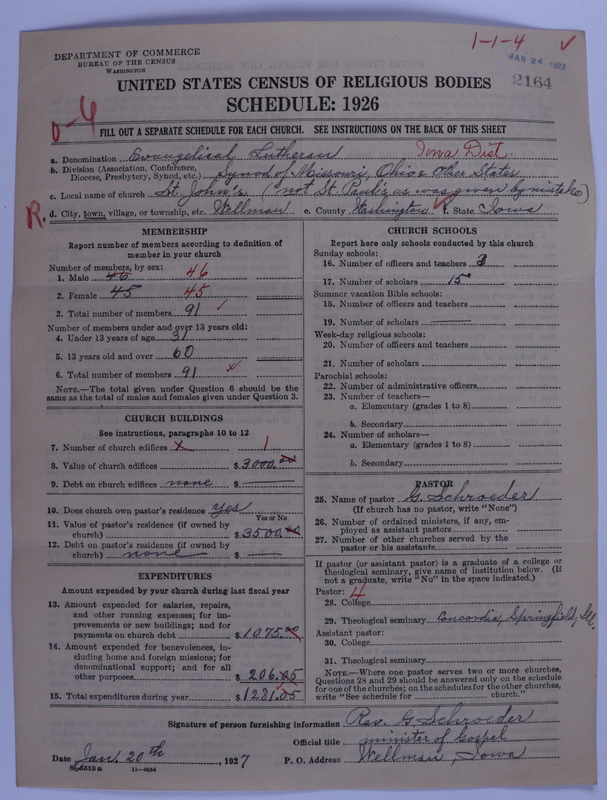 1-1-4 ✓
DEPARTMENT OF COMMERCE
BUREAU OF THE CENSUS
WASHINGTON
JAN 24 1927
2164
UNITED STATES CENSUS OF RELIGIOUS BODIES
SCHEDULE: 1926
FILL OUT A SEPARATE SCHEDULE FOR EACH CHURCH. SEE INSTRUCTIONS ON THE BACK OF THIS SHEET
a. Denomination Evangelical Lutheran Iowa Dist.
b. Division (Association, Conference, Diocese, Presbytery, Synod, etc.) Synod of Missouri, Ohio & Other States
c. Local name of church St. John's (not St. Paul's as was given by mistake)
R. d. City, town, village, or township, etc. Wellman e. County Washington ✓ f. State Iowa
MEMBERSHIP
Report number of members according to definition of
member in your church
Number of members, by sex:
1. Male 46 46
2. Female 45 45
3. Total number of members 91 ✓
Number of members under and over 13 years old:
4. Under 13 years of age 31
5. 13 years old and over 60
6. Total number of members 91 ✓
NOTE.—The total given under Question 6 should be the
same as the total of males and females given under Question 3.
CHURCH BUILDINGS
See instructions, paragraphs 10 to 12
7. Number of church edifices x 1
8. Value of church edifices $ 3000.00
9. Debt on church edifices none $
10. Does church own pastor's residence yes
Yes or No
11. Value of pastor's residence (if owned by
church) $ 3500.00
12. Debt on pastor's residence (if owned by
church) none $
EXPENDITURES
Amount expended by your church during last fiscal year
13. Amount expended for salaries, repairs,
and other running expenses; for im-
provements or new buildings; and for
payments on church debt $ 1075.00
14. Amount expended for benevolences, in-
cluding home and foreign missions; for
denominational support; and for all
other purposes $ 206.05
15. Total expenditures during year $ 1281.05
CHURCH SCHOOLS
Report here only schools conducted by this church
Sunday schools:
16. Number of officers and teachers 3
17. Number of scholars 15
Summer vacation Bible schools:
18. Number of officers and teachers
19. Number of scholars
Week-day religious schools:
20. Number of officers and teachers
21. Number of scholars
Parochial schools:
22. Number of administrative officers
23. Number of teachers—
a. Elementary (grades 1 to 8)
b. Secondary
24. Number of scholars—
a. Elementary (grades 1 to 8)
b. Secondary
PASTOR
25. Name of pastor G. Schroeder
(If church has no pastor, write "None")
26. Number of ordained ministers, if any, em-
ployed as assistant pastors
27. Number of other churches served by the
pastor or his assistants
If pastor (or assistant pastor) is a graduate of a college or
theological seminary, give name of institution below. (If
not a graduate, write "No" in the space indicated.)
Pastor: 4
28. College
29. Theological seminary Concordia, Springfield, Ill.
Assistant pastor:
30. College
31. Theological seminary
NOTE.—Where one pastor serves two or more churches,
Questions 28 and 29 should be answered only on the schedule
for one of the churches; on the schedules for the other churches,
write "See schedule for church."
Signature of person furnishing information Rev. G. Schroeder
Official title minister of Gospel
Date Jan. 20th, 1927 P. O. Address Wellman, Iowa
8-5518 a 11—9054